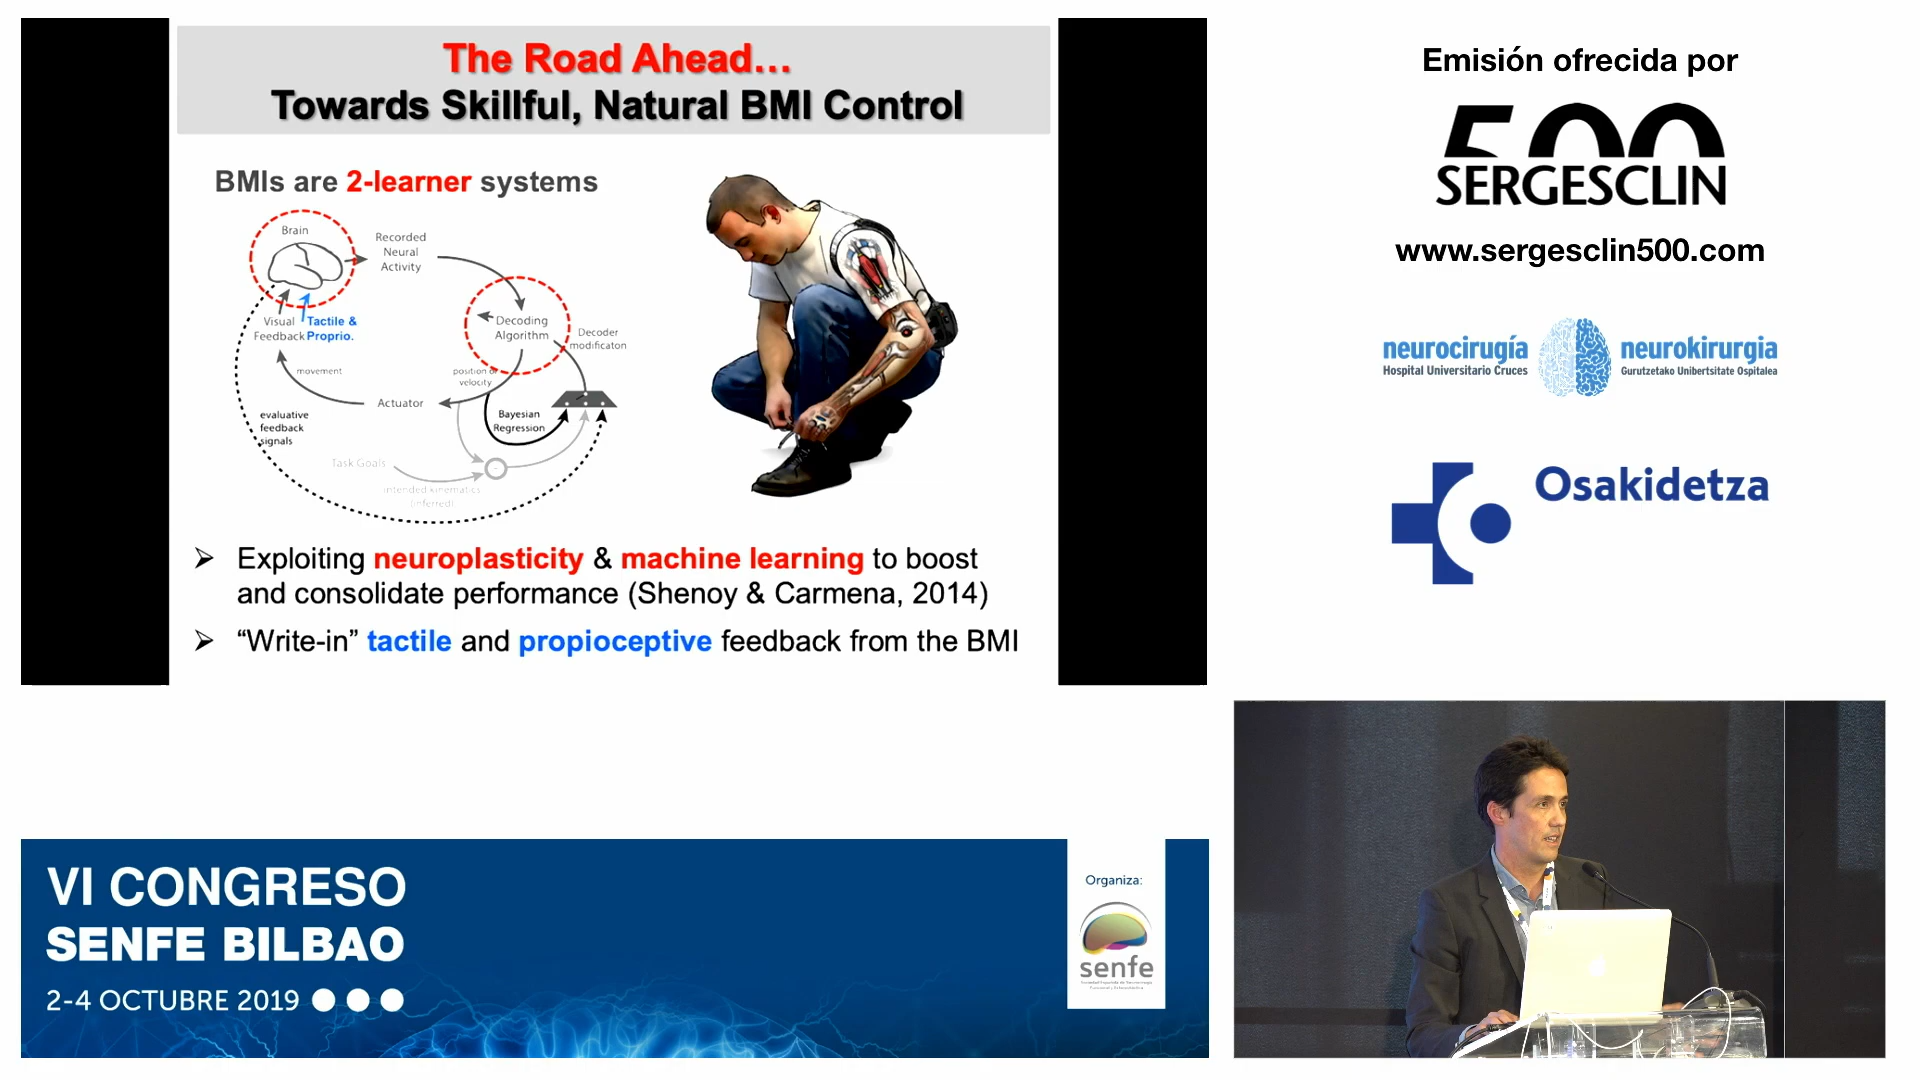 The Road Ahead…
Towards Skillful, Natural BMI Control
BMIs are 2-learner systems
Brain
Recorded
Neural
Activity
Visual
Feedback
Tactile &
Proprio.
Decoding
Algorithm
Decoder
modificaton
movement
position or
velocity
Actuator
evaluative
feedback
signals
Bayesian
Regression
Task Goals
intended kinematics
(inferred)
➢ Exploiting neuroplasticity & machine learning to boost
and consolidate performance (Shenoy & Carmena, 2014)
➢ “Write-in” tactile and propioceptive feedback from the BMI
Emisión ofrecida por
500
SERGESCLIN
www.sergesclin500.com
neurocirugía
Hospital Universitario Cruces
neurokirurgia
Gurutzetako Unibertsitate Ospitalea
Osakidetza
VI CONGRESO
SENFE BILBAO
2-4 OCTUBRE 2019
Organiza:
senfe